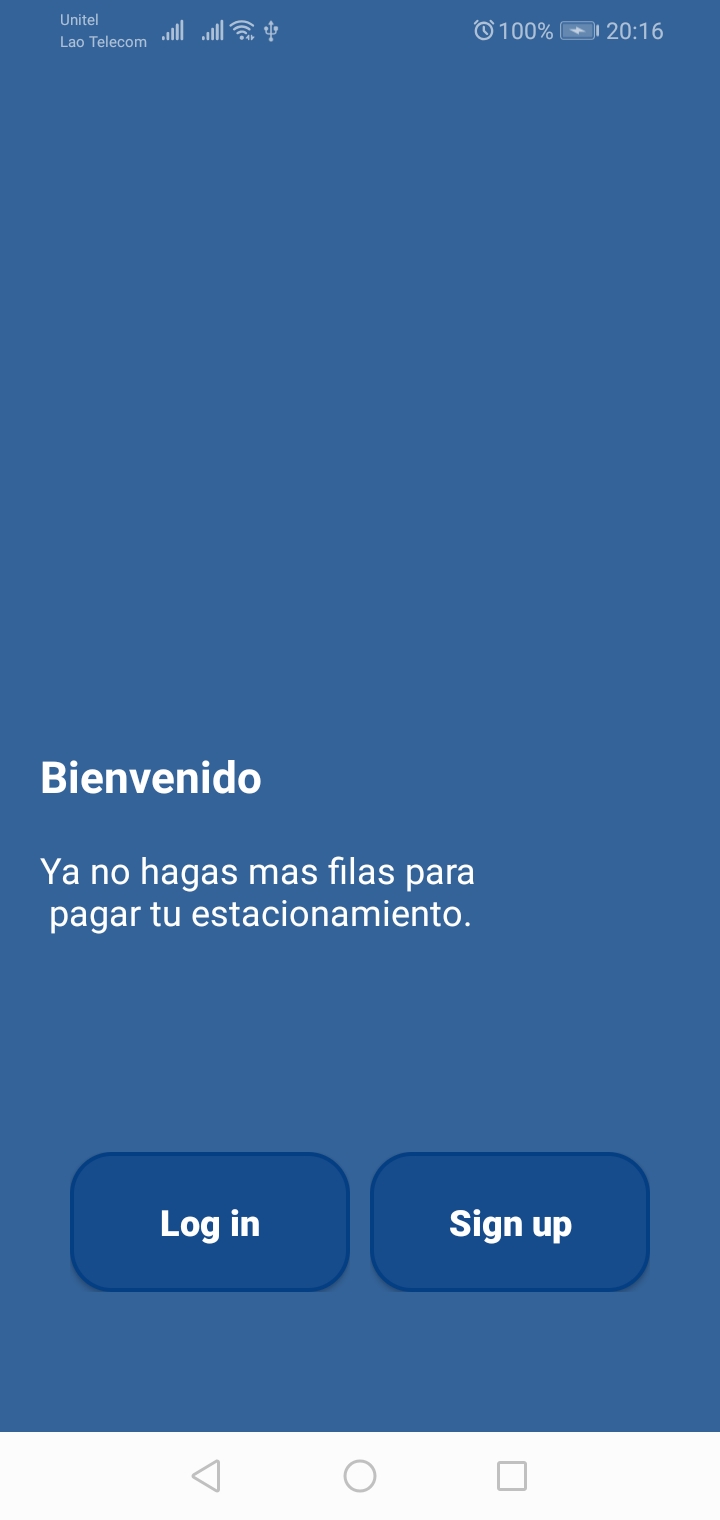 Unitel
Lao Telecom
100%
20:16
Bienvenido
Ya no hagas mas filas para
pagar tu estacionamiento.
Log in
Sign up